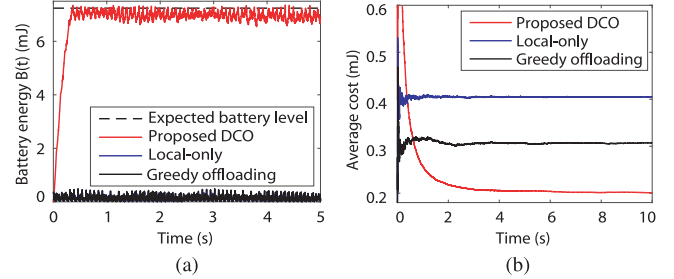 Battery energy B(t) (mJ)
6
4
2
0
Expected battery level
Proposed DCO
Local-only
Greedy offloading
0
1
2
3
4
5
Time (s)
(a)
Average cost (mJ)
0.6
0.5
0.4
0.3
0.2
Proposed DCO
Local-only
Greedy offloading
0
2
4
6
8
10
Time (s)
(b)